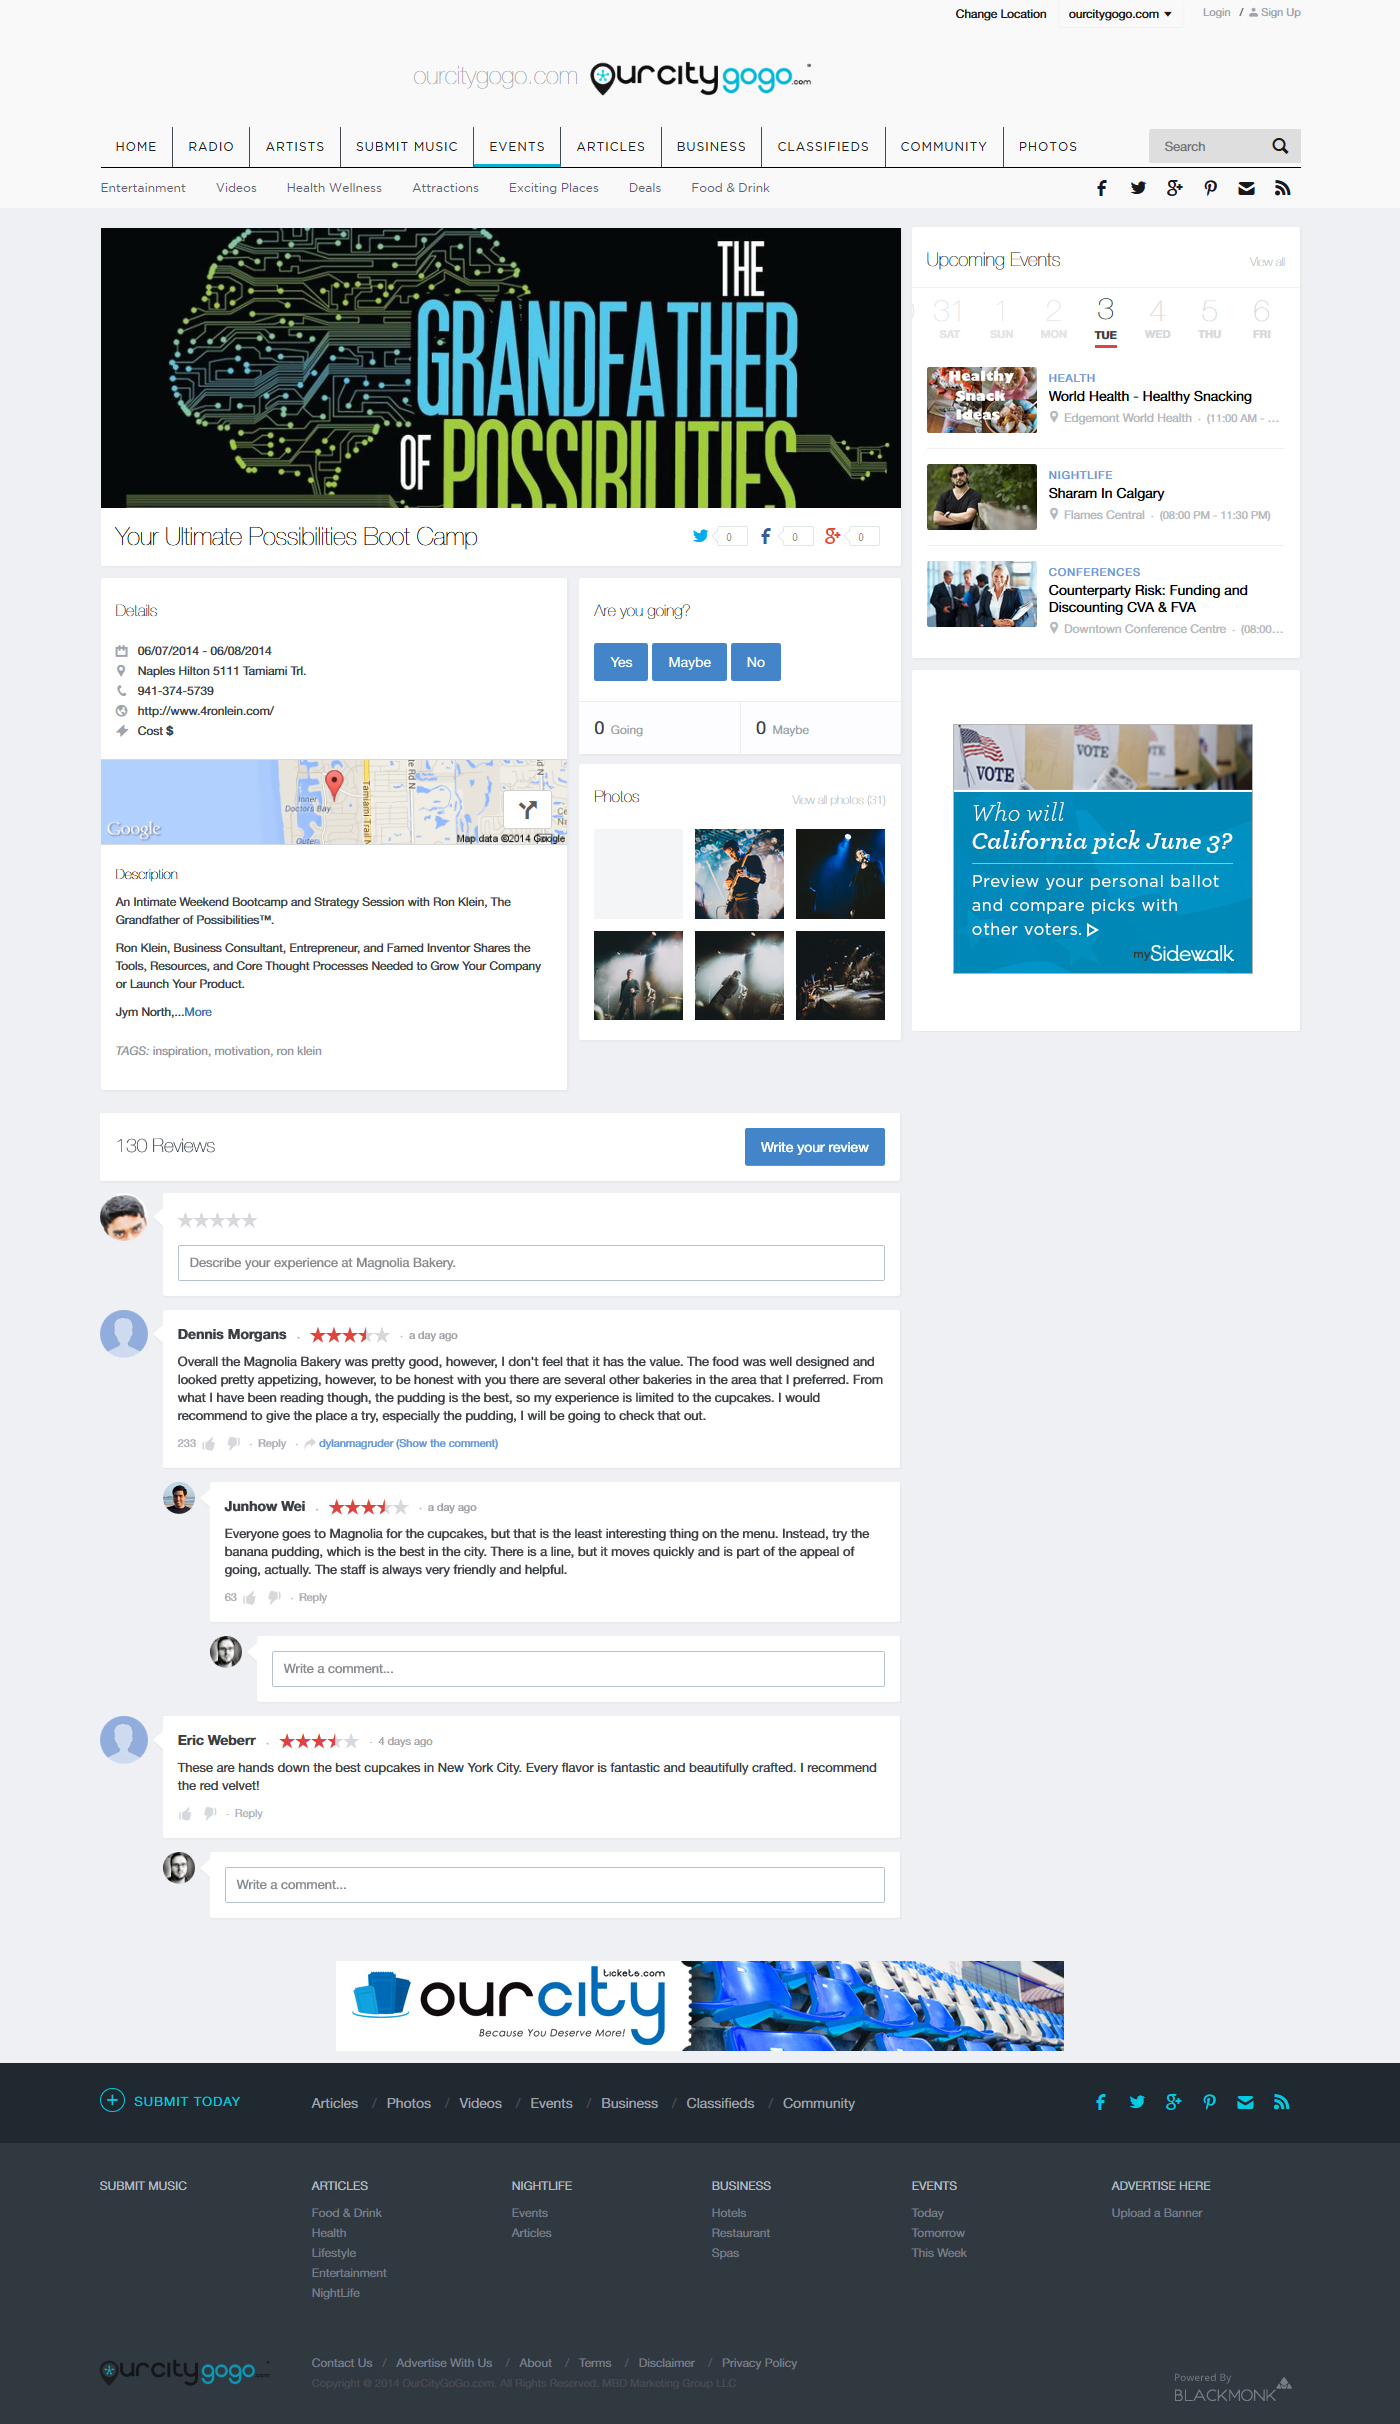 Change Location ourcitygogo.com Login / Sign Up
ourcitygogo.com ourcitygogo.com
HOME RADIO ARTISTS SUBMIT MUSIC EVENTS ARTICLES BUSINESS CLASSIFIEDS COMMUNITY PHOTOS Search
Entertainment Videos Health Wellness Attractions Exciting Places Deals Food & Drink
THE
GRANDFATHER
OF POSSIBILITIES
Your Ultimate Possibilities Boot Camp 0 0 0
Details
06/07/2014 - 06/08/2014
Naples Hilton 5111 Tamiami Trl.
941-374-5739
http://www.4ronlein.com/
Cost $
Inner
Doctors Bay
Outer
Tamiami Trail N
Google
Map data ©2014 Google
Description
An Intimate Weekend Bootcamp and Strategy Session with Ron Klein, The
Grandfather of Possibilities™.
Ron Klein, Business Consultant, Entrepreneur, and Famed Inventor Shares the
Tools, Resources, and Core Thought Processes Needed to Grow Your Company
or Launch Your Product.
Jym North,...More
TAGS: inspiration, motivation, ron klein
Are you going?
Yes Maybe No
0 Going 0 Maybe
Photos View all photos (31)
Upcoming Events View all
31 1 2 3 4 5 6
SAT SUN MON TUE WED THU FRI
Healthy
Snack
Ideas
HEALTH
World Health - Healthy Snacking
Edgemont World Health · (11:00 AM - ...
NIGHTLIFE
Sharam In Calgary
Flames Central · (08:00 PM - 11:30 PM)
CONFERENCES
Counterparty Risk: Funding and
Discounting CVA & FVA
Downtown Conference Centre · (08:00...
VOTE
VOTE
Who will
California pick June 3?
Preview your personal ballot
and compare picks with
other voters.
mySidewalk
130 Reviews Write your review
Describe your experience at Magnolia Bakery.
Dennis Morgans · a day ago
Overall the Magnolia Bakery was pretty good, however, I don't feel that it has the value. The food was well designed and
looked pretty appetizing, however, to be honest with you there are several other bakeries in the area that I preferred. From
what I have been reading though, the pudding is the best, so my experience is limited to the cupcakes. I would
recommend to give the place a try, especially the pudding, I will be going to check that out.
233 · Reply · dylanmagruder (Show the comment)
Junhow Wei · a day ago
Everyone goes to Magnolia for the cupcakes, but that is the least interesting thing on the menu. Instead, try the
banana pudding, which is the best in the city. There is a line, but it moves quickly and is part of the appeal of
going, actually. The staff is always very friendly and helpful.
63 · Reply
Write a comment...
Eric Weberr · 4 days ago
These are hands down the best cupcakes in New York City. Every flavor is fantastic and beautifully crafted. I recommend
the red velvet!
· Reply
Write a comment...
ourcity tickets.com
Because You Deserve More!
SUBMIT TODAY Articles / Photos / Videos / Events / Business / Classifieds / Community
SUBMIT MUSIC ARTICLES NIGHTLIFE BUSINESS EVENTS ADVERTISE HERE
Food & Drink Events Hotels Today Upload a Banner
Health Articles Restaurant Tomorrow
Lifestyle Spas This Week
Entertainment
NightLife
ourcitygogo.com Contact Us / Advertise With Us / About / Terms / Disclaimer / Privacy Policy
Copyright © 2014 OurCityGoGo.com. All Rights Reserved. MBD Marketing Group LLC
Powered By
BLACKMONK